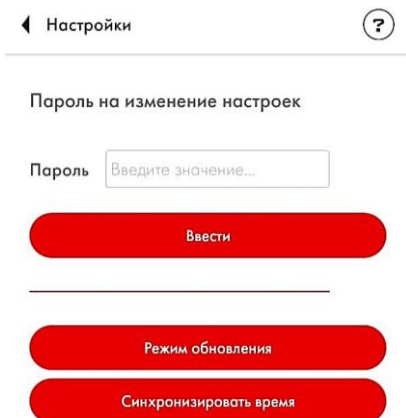 Настройки
?
Пароль на изменение настроек
Пароль Введите значение...
Ввести
Режим обновления
Синхронизировать время